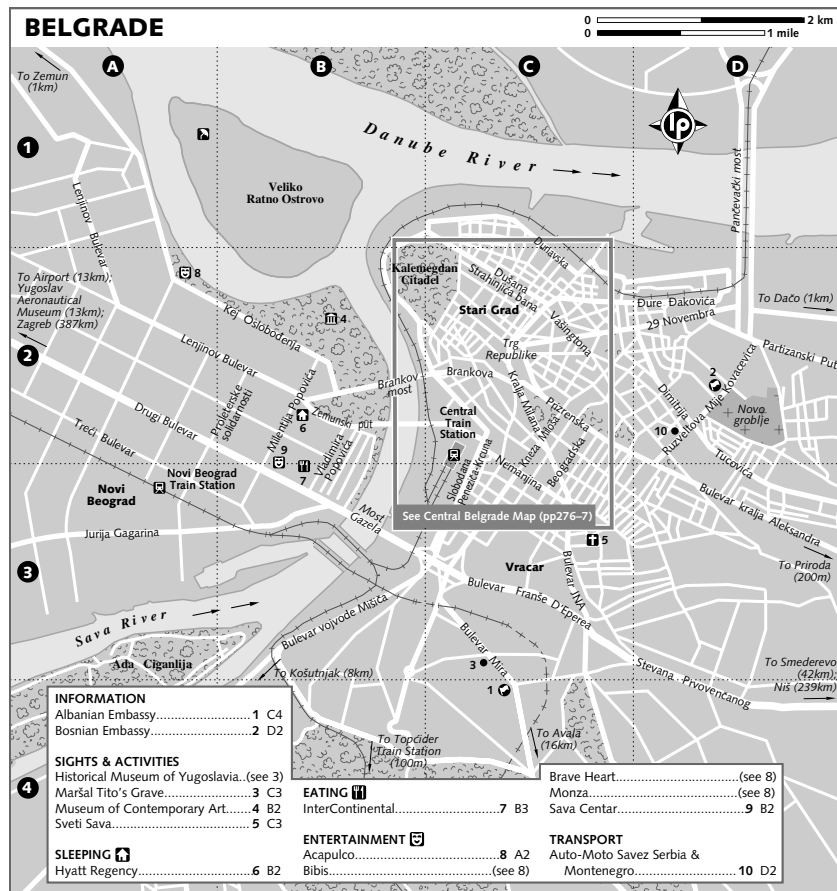 BELGRADE
0 2 km
0 1 mile
A
B
C
D
1
2
3
4
To Zemun
(1km)
Danube River
lp
Veliko
Ratno Ostrovo
Pančevački most
Lenjinov Bulevar
8
To Airport (13km);
Yugoslav
Aeronautical
Museum (13km);
Zagreb (387km)
Kalemegdan
Citadel
Dunavska
Dušana
Strahinjića bana
Stari Grad
Vašingtona
Đure Đakovića
29 Novembra
To Dačo (1km)
Kej Oslobođenja
4
Lenjinov Bulevar
Trg
Republike
Partizanski Put
2
Brankov
most
Brankova
Kralja Milana
Prizrenska
Dimitrija
Ruzveltova Mije Kovacevića
Novo
groblje
Proleterske
solidarnosti
Milentija Popovića
6
Zemunski put
Drugi Bulevar
Treći Bulevar
Central
Train
Station
Kneza Miloša
10
9
7
Vladimira
Popovića
Novi Beograd
Train Station
Novi
Beograd
Slobodana
Penezića-Krcuna
Nemanjina
Beogradska
Tucovića
Bulevar kralja Aleksandra
Most
Gazela
See Central Belgrade Map (pp276–7)
Jurija Gagarina
5
Vracar
Bulevar JNA
To Priroda
(200m)
Sava River
Bulevar Franše D'Eperea
Bulevar vojvode Mišića
Bulevar Mira
Ada Ciganlija
To Košutnjak (8km)
3
1
Stevana Prvovenčanog
To Smederevo
(42km);
Niš (239km)
To Topčider
Train Station
(100m)
To Avala
(16km)
INFORMATION
Albanian Embassy..............................1 C4
Bosnian Embassy...............................2 D2
SIGHTS & ACTIVITIES
Historical Museum of Yugoslavia..(see 3)
Maršal Tito's Grave...........................3 C3
Museum of Contemporary Art.......4 B2
Sveti Sava..........................................5 C3
SLEEPING
Hyatt Regency...................................6 B2
EATING
InterContinental.................................7 B3
ENTERTAINMENT
Acapulco............................................8 A2
Bibis..............................................(see 8)
Brave Heart....................................(see 8)
Monza............................................(see 8)
Sava Centar.......................................9 B2
TRANSPORT
Auto-Moto Savez Serbia &
Montenegro.................................10 D2